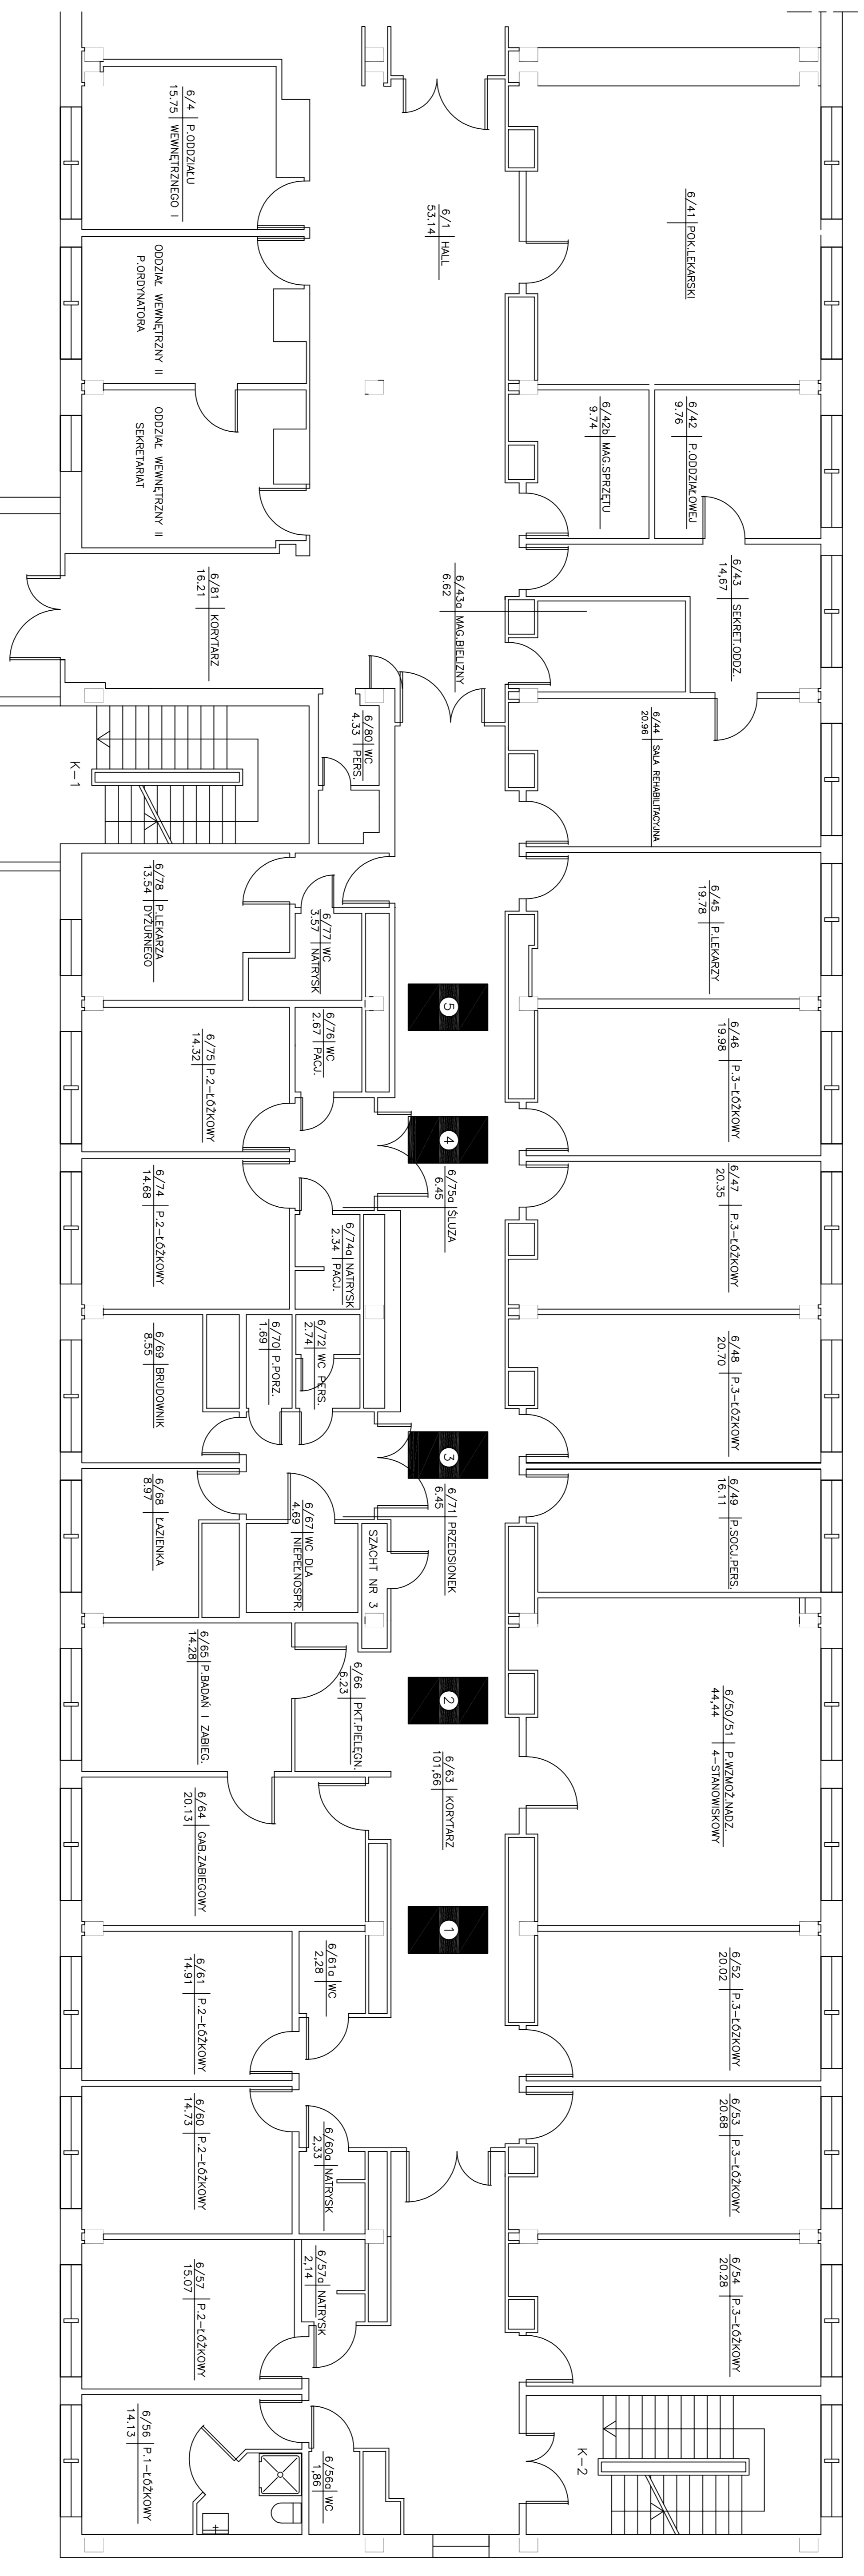 6/4 P.ODDZIAŁU
15.75 WEWNĘTRZNEGO I
ODDZIAŁ WEWNĘTRZNY II
P.ORDYNATORA
ODDZIAŁ WEWNĘTRZNY II
SEKRETARIAT
6/1 HALL
53.14
6/41 POK.LEKARSKI
6/42 P.ODDZIAŁOWEJ
9.76
6/42b MAG.SPRZĘTU
9.74
6/43 SEKRET.ODDZ.
14,67
6/43a MAG.BIELIZNY
6.62
6/81 KORYTARZ
16.21
6/80 WC
4.33 PERS.
K-1
6/44 SALA REHABILITACYJNA
20.96
6/78 P.LEKARZA
13.54 DYŻURNEGO
6/77 WC
3.57 NATRYSK
6/45 P.LEKARZY
19.78
5
6/76 WC
2.67 PACJ.
6/75 P.2-ŁÓŻKOWY
14.32
6/46 P.3-ŁÓŻKOWY
19.98
4
6/75a ŚLUZA
6.45
6/74 P.2-ŁÓŻKOWY
14.68
6/74a NATRYSK
2.34 PACJ.
6/47 P.3-ŁÓŻKOWY
20.35
6/72 WC PERS.
2.74
6/70 P.PORZ.
1.69
6/69 BRUDOWNIK
8.55
6/48 P.3-ŁÓŻKOWY
20.70
3
6/71 PRZEDSIONEK
6.45
6/68 ŁAZIENKA
8.97
6/67 WC DLA
4.69 NIEPEŁNOSPR.
SZACHT NR 3
6/49 P.SOCJ.PERS.
16.11
6/65 P.BADAŃ I ZABIEG.
14.28
6/66 PKT.PIELĘGN.
6.23
2
6/50/51 P.WZMOŻ.NADZ.
44,44 4-STANOWISKOWY
6/63 KORYTARZ
101,66
6/64 GAB.ZABIEGOWY
20.13
1
6/61a WC
2,28
6/61 P.2-ŁÓŻKOWY
14.91
6/52 P.3-ŁÓŻKOWY
20.02
6/60 P.2-ŁÓŻKOWY
14.73
6/60a NATRYSK
2,33
6/53 P.3-ŁÓŻKOWY
20.68
6/57a NATRYSK
2,14
6/57 P.2-ŁÓŻKOWY
15.07
6/54 P.3-ŁÓŻKOWY
20.28
6/56 P.1-ŁÓŻKOWY
14.13
6/56a WC
1,86
K-2